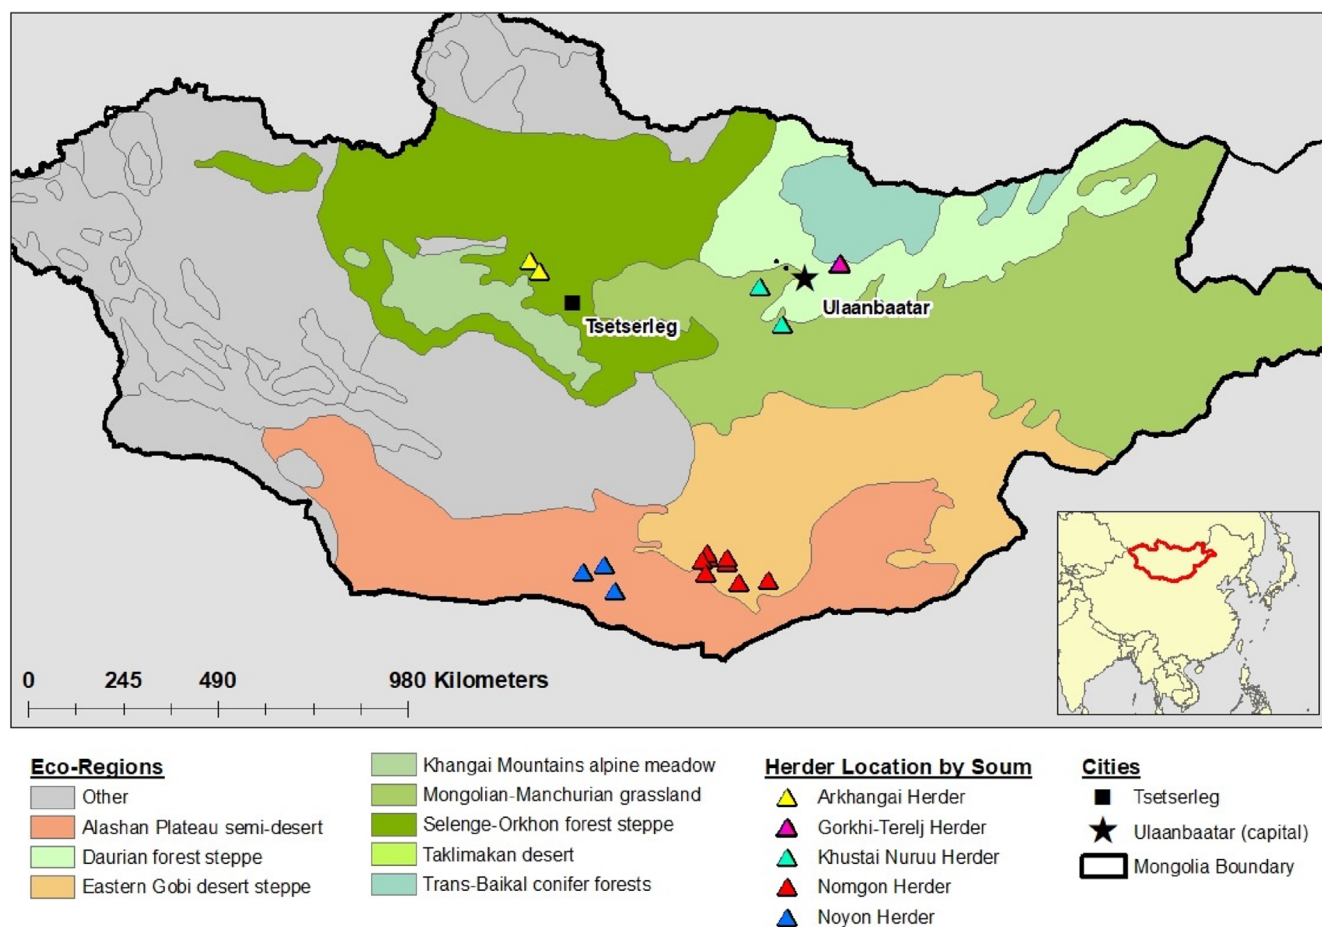 Tsetserleg
Ulaanbaatar
0 245 490 980 Kilometers
Eco-Regions
Other
Alashan Plateau semi-desert
Daurian forest steppe
Eastern Gobi desert steppe
Khangai Mountains alpine meadow
Mongolian-Manchurian grassland
Selenge-Orkhon forest steppe
Taklimakan desert
Trans-Baikal conifer forests
Herder Location by Soum
Arkhangai Herder
Gorkhi-Terelj Herder
Khustai Nuruu Herder
Nomgon Herder
Noyon Herder
Cities
Tsetserleg
Ulaanbaatar (capital)
Mongolia Boundary